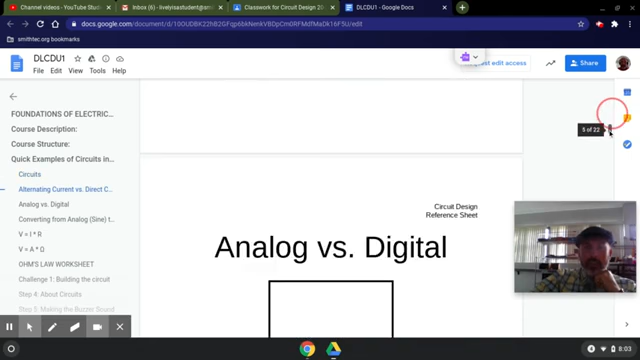 Channel videos - YouTube Stud
Inbox (6) - livelyisastudent@smi
Classwork for Circuit Design 20
DLCDU1 - Google Docs
docs.google.com/document/d/
smithtec.org bookmarks
DLCDU1
File Edit View Tools Help
est edit access
Share
FOUNDATIONS OF ELECTRIC...
Course Description:
Course Structure:
Quick Examples of Circuits in...
Circuits
Alternating Current vs. Direct C...
Analog vs. Digital
Converting from Analog (Sine) t...
V = I * R
V = A * Ω
OHM'S LAW WORKSHEET
Challenge 1: Building the circuit
Step 4: About Circuits
Step 5: Making the Buzzer Sound
5 of 22
Circuit Design
Reference Sheet
Analog vs. Digital
8:03